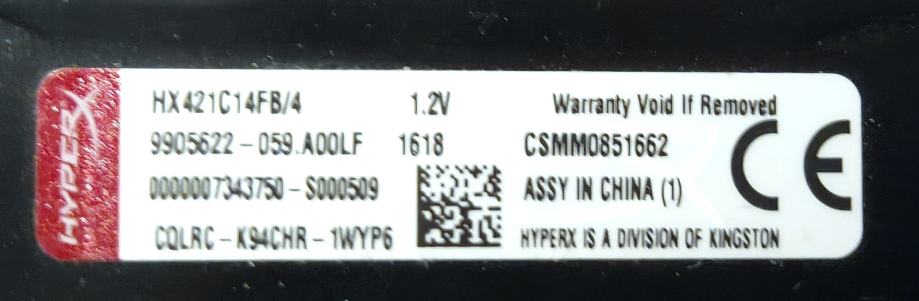 HYPERX
HX421C14FB/4 1.2V Warranty Void If Removed
9905622-059.A00LF 1618 CSMM0851662
0000007343750-S000509 ASSY IN CHINA (1)
CQLRC-K94CHR-1WYP6 HYPERX IS A DIVISION OF KINGSTON
CE